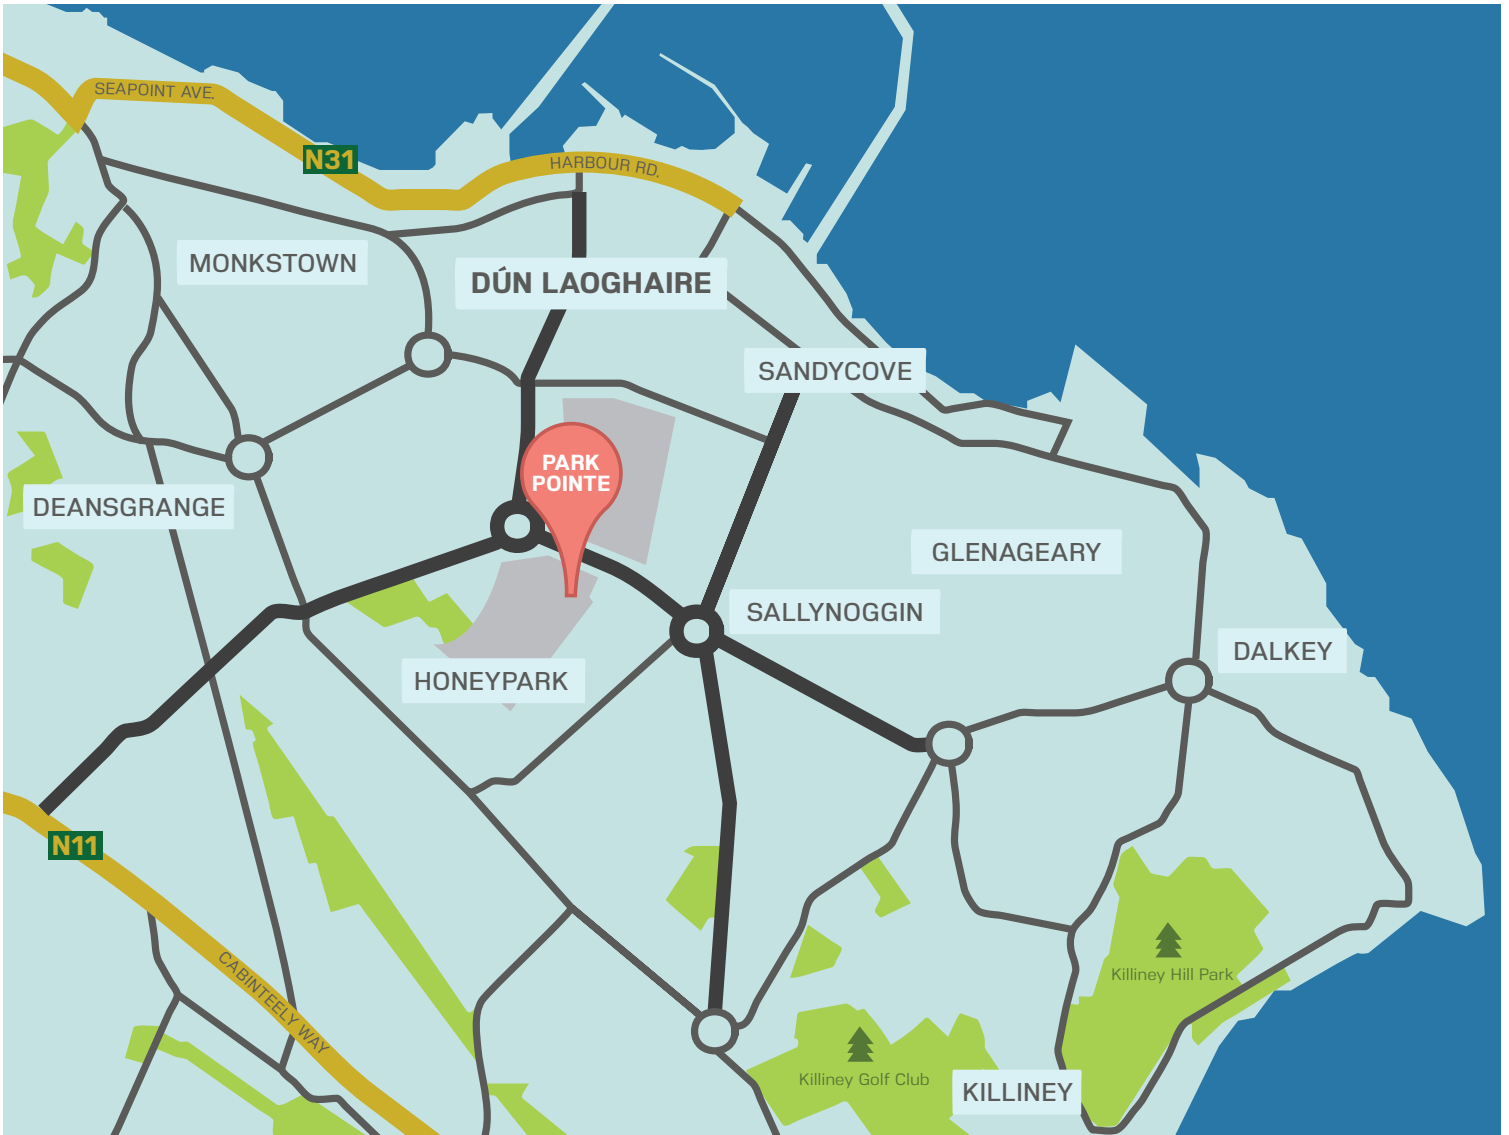 SEAPOINT AVE.
N31
HARBOUR RD.
MONKSTOWN
DÚN LAOGHAIRE
SANDYCOVE
PARK
POINTE
DEANSGRANGE
GLENAGEARY
SALLYNOGGIN
DALKEY
HONEYPARK
N11
CABINTEELY WAY
Killiney Hill Park
Killiney Golf Club
KILLINEY